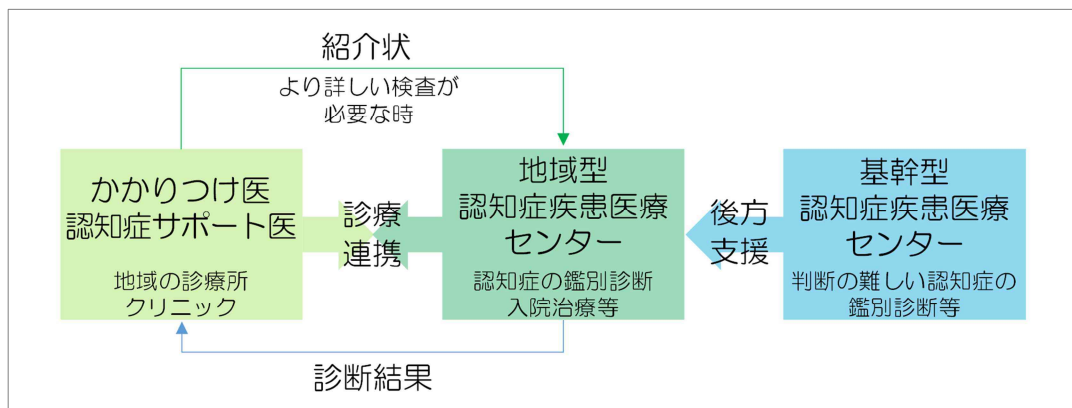 紹介状
より詳しい検査が
必要な時
かかりつけ医
認知症サポート医
地域の診療所
クリニック
診療
連携
地域型
認知症疾患医療
センター
認知症の鑑別診断
入院治療等
後方
支援
基幹型
認知症疾患医療
センター
判断の難しい認知症の
鑑別診断等
診断結果